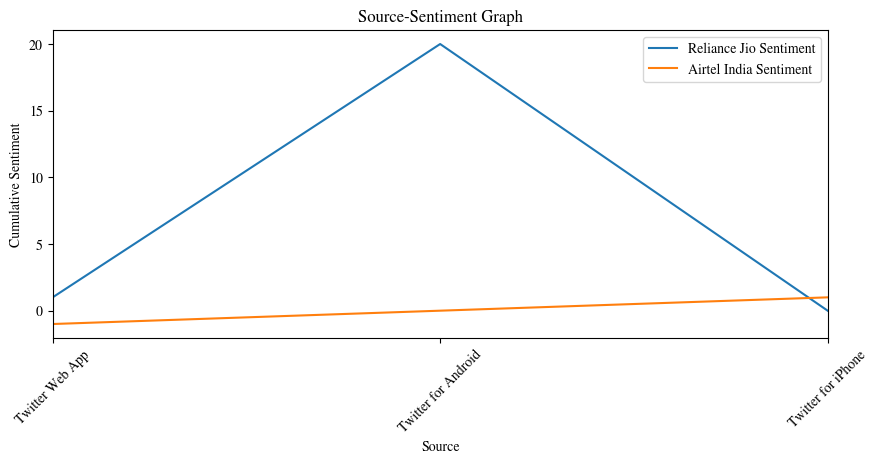 Source-Sentiment Graph
Reliance Jio Sentiment
Airtel India Sentiment
Cumulative Sentiment
20
15
10
5
0
Twitter Web App
Twitter for Android
Twitter for iPhone
Source